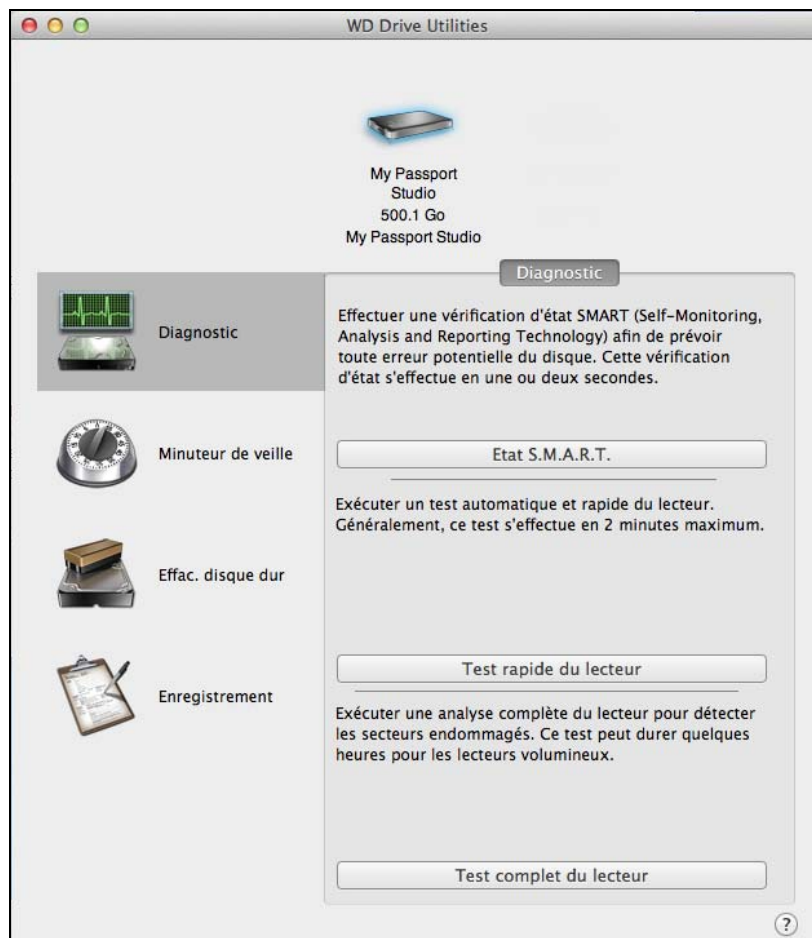 WD Drive Utilities
My Passport
Studio
500.1 Go
My Passport Studio
Diagnostic
Diagnostic
Minuteur de veille
Effac. disque dur
Enregistrement
Effectuer une vérification d'état SMART (Self-Monitoring,
Analysis and Reporting Technology) afin de prévoir
toute erreur potentielle du disque. Cette vérification
d'état s'effectue en une ou deux secondes.
Etat S.M.A.R.T.
Exécuter un test automatique et rapide du lecteur.
Généralement, ce test s'effectue en 2 minutes maximum.
Test rapide du lecteur
Exécuter une analyse complète du lecteur pour détecter
les secteurs endommagés. Ce test peut durer quelques
heures pour les lecteurs volumineux.
Test complet du lecteur
?